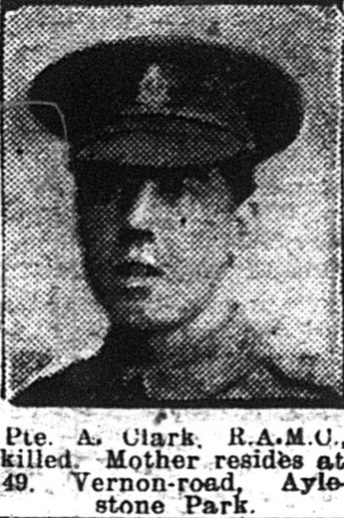 Pte. A. Clark, R.A.M.C.,
killed. Mother resides at
49, Vernon-road, Ayle-
stone Park.